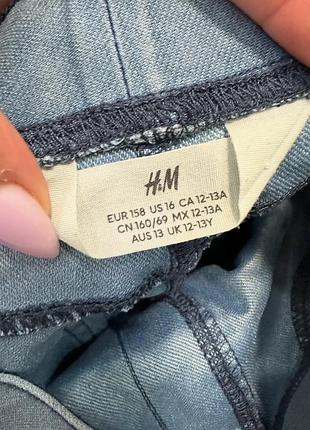 H&M
EUR 158 US 16 CA 12-13A
CN 160/69 MX 12-13A
AUS 13 UK 12-13Y